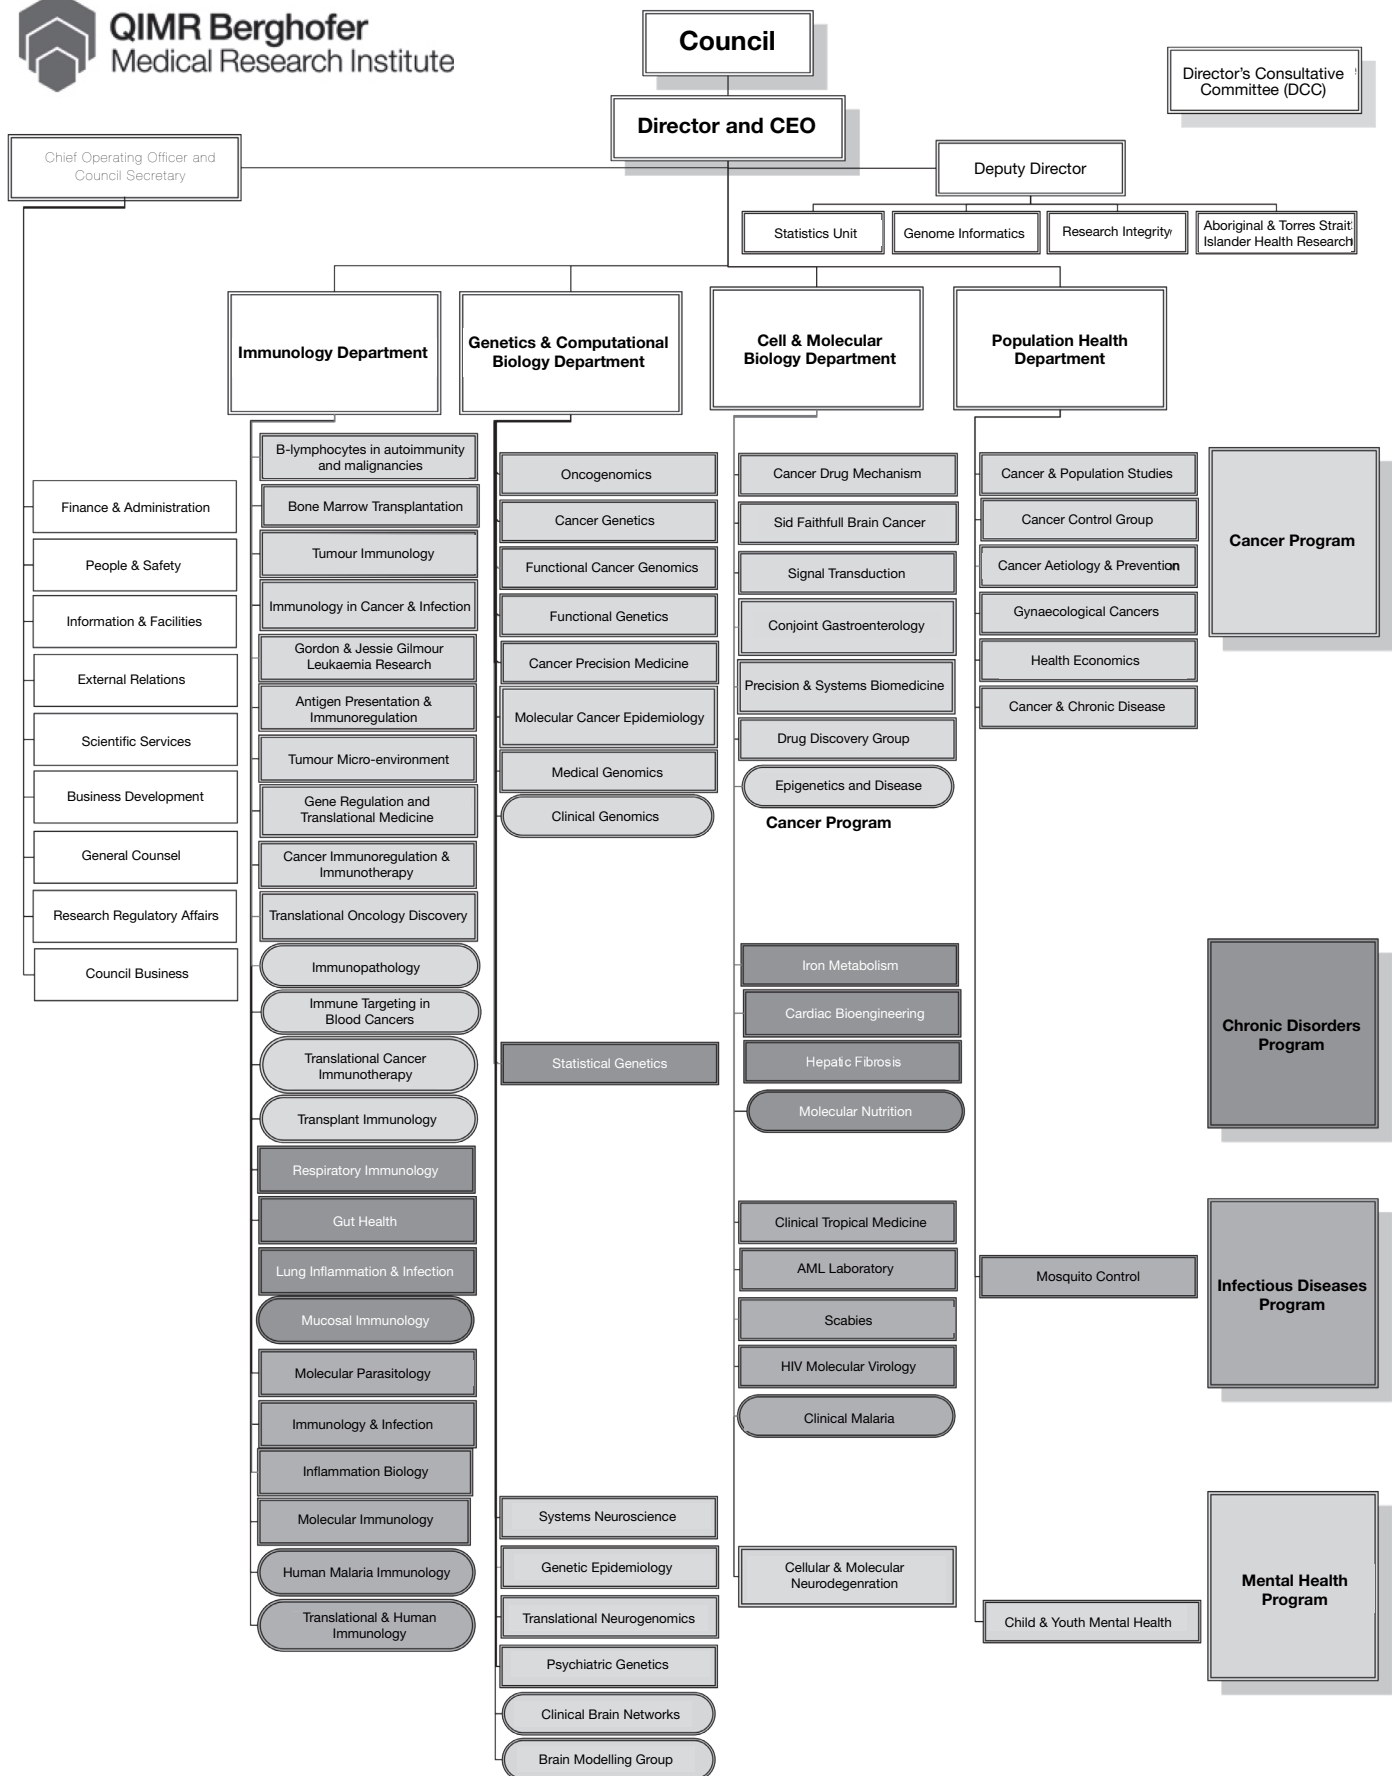 QIMR Berghofer
Medical Research Institute
Council
Director's Consultative
Committee (DCC)
Director and CEO
Chief Operating Officer and
Council Secretary
Deputy Director
Statistics Unit
Genome Informatics
Research Integrity
Aboriginal & Torres Strait
Islander Health Research
Immunology Department
Genetics & Computational
Biology Department
Cell & Molecular
Biology Department
Population Health
Department
Finance & Administration
People & Safety
Information & Facilities
External Relations
Scientific Services
Business Development
General Counsel
Research Regulatory Affairs
Council Business
B-lymphocytes in autoimmunity
and malignancies
Bone Marrow Transplantation
Tumour Immunology
Immunology in Cancer & Infection
Gordon & Jessie Gilmour
Leukaemia Research
Antigen Presentation &
Immunoregulation
Tumour Micro-environment
Gene Regulation and
Translational Medicine
Cancer Immunoregulation &
Immunotherapy
Translational Oncology Discovery
Immunopathology
Immune Targeting in
Blood Cancers
Translational Cancer
Immunotherapy
Transplant Immunology
Respiratory Immunology
Gut Health
Lung Inflammation & Infection
Mucosal Immunology
Molecular Parasitology
Immunology & Infection
Inflammation Biology
Molecular Immunology
Human Malaria Immunology
Translational & Human
Immunology
Oncogenomics
Cancer Genetics
Functional Cancer Genomics
Functional Genetics
Cancer Precision Medicine
Molecular Cancer Epidemiology
Medical Genomics
Clinical Genomics
Statistical Genetics
Systems Neuroscience
Genetic Epidemiology
Translational Neurogenomics
Psychiatric Genetics
Clinical Brain Networks
Brain Modelling Group
Cancer Drug Mechanism
Sid Faithfull Brain Cancer
Signal Transduction
Conjoint Gastroenterology
Precision & Systems Biomedicine
Drug Discovery Group
Epigenetics and Disease
Cancer Program
Iron Metabolism
Cardiac Bioengineering
Hepatic Fibrosis
Molecular Nutrition
Clinical Tropical Medicine
AML Laboratory
Scabies
HIV Molecular Virology
Clinical Malaria
Cellular & Molecular
Neurodegenration
Cancer & Population Studies
Cancer Control Group
Cancer Aetiology & Prevention
Gynaecological Cancers
Health Economics
Cancer & Chronic Disease
Mosquito Control
Child & Youth Mental Health
Cancer Program
Chronic Disorders
Program
Infectious Diseases
Program
Mental Health
Program